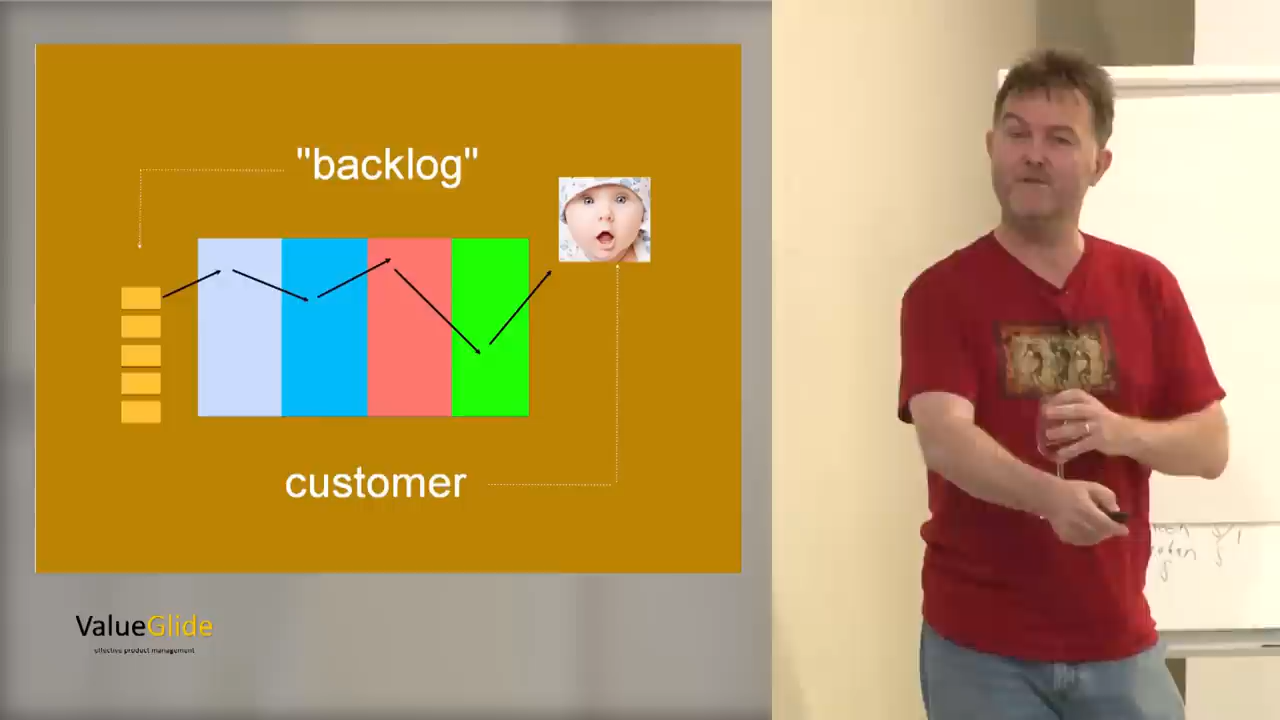 "backlog"
customer
ValueGlide
effective product management